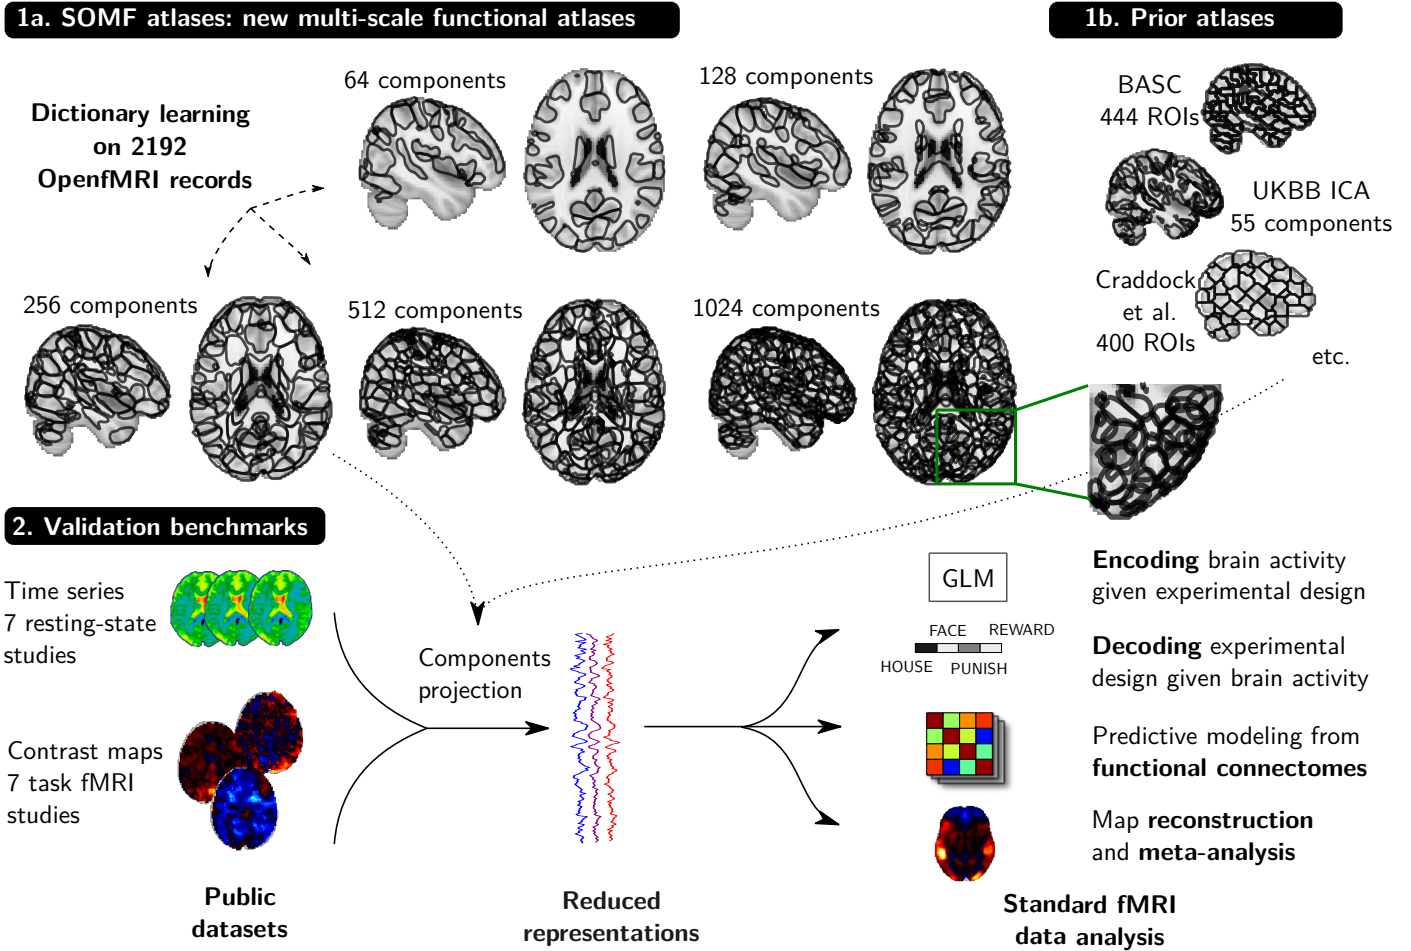 1a. SOMF atlases: new multi-scale functional atlases
Dictionary learning
on 2192
OpenfMRI records
64 components
128 components
256 components
512 components
1024 components
1b. Prior atlases
BASC
444 ROIs
UKBB ICA
55 components
Craddock
et al.
400 ROIs
etc.
2. Validation benchmarks
Time series
7 resting-state
studies
Contrast maps
7 task fMRI
studies
Public
datasets
Components
projection
Reduced
representations
GLM
FACE REWARD
HOUSE PUNISH
Encoding brain activity
given experimental design
Decoding experimental
design given brain activity
Predictive modeling from
functional connectomes
Map reconstruction
and meta-analysis
Standard fMRI
data analysis